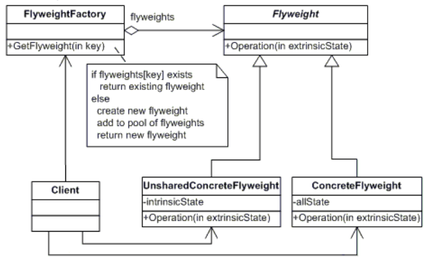 FlyweightFactory
flyweights
Flyweight
+GetFlyweight(in key)
+Operation(in extrinsicState)
if flyweights[key] exists
return existing flyweight
else
create new flyweight
add to pool of flyweights
return new flyweight
Client
UnsharedConcreteFlyweight
-intrinsicState
+Operation(in extrinsicState)
ConcreteFlyweight
-allState
+Operation(in extrinsicState)